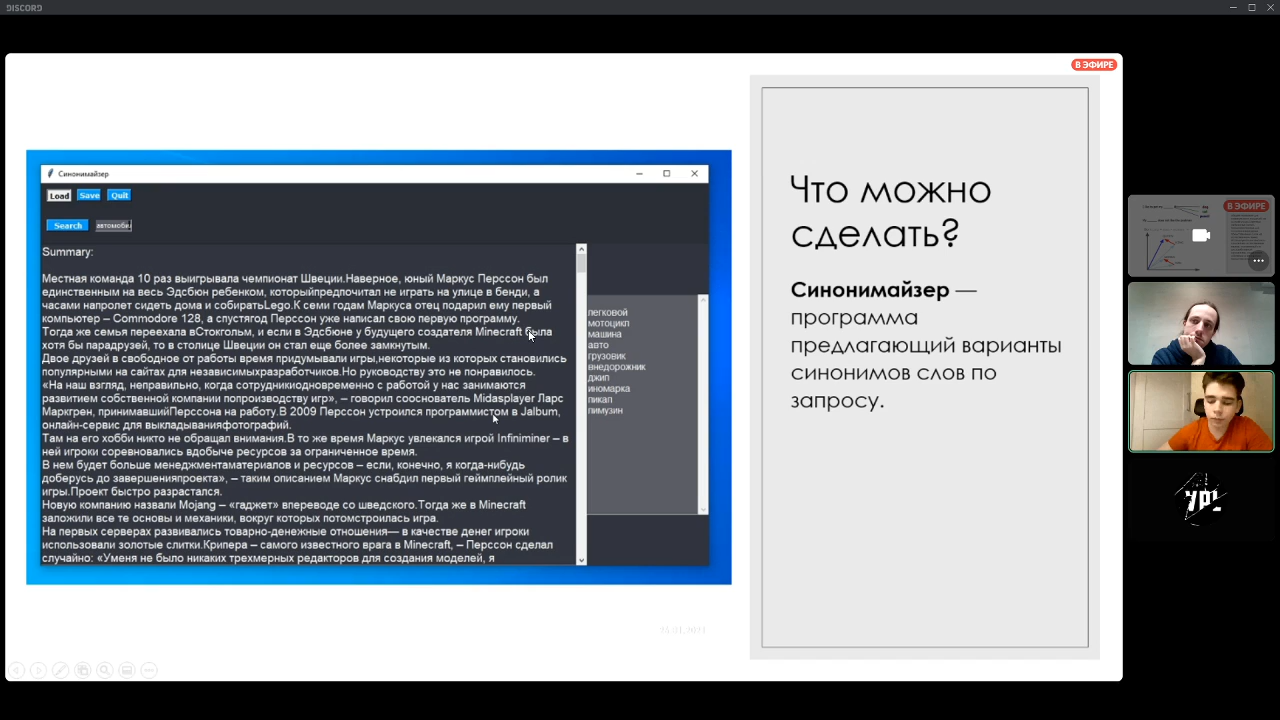 DISCORD
В ЭФИРЕ
Синонимайзер
Load Save Quit
Search автомоби
Summary:
Местная команда 10 раз выигрывала чемпионат Швеции.Наверное, юный Маркус Перссон был
единственным на весь Эдсбюн ребенком, которыйпредпочитал не играть на улице в бенди, а
часами напролет сидеть дома и собиратьLego.К семи годам Маркуса отец подарил ему первый
компьютер – Commodore 128, а спустягод Перссон уже написал свою первую программу.
Тогда же семья переехала вСтокгольм, и если в Эдсбюне у будущего создателя Minecraft была
хотя бы парадрузей, то в столице Швеции он стал еще более замкнутым.
Двое друзей в свободное от работы время придумывали игры,некоторые из которых становились
популярными на сайтах для независимыхразработчиков.Но руководству это не понравилось.
«На наш взгляд, неправильно, когда сотрудникиодновременно с работой у нас занимаются
развитием собственной компании попроизводству игр», – говорил сооснователь Midasplayer Ларс
Маркгрен, принимавшийПерссона на работу.В 2009 Перссон устроился программистом в Jalbum,
онлайн-сервис для выкладыванияфотографий.
Там на его хобби никто не обращал внимания.В то же время Маркус увлекался игрой Infiniminer – в
ней игроки соревновались вдобыче ресурсов за ограниченное время.
В нем будет больше менеджментаматериалов и ресурсов – если, конечно, я когда-нибудь
доберусь до завершенияпроекта», – таким описанием Маркус снабдил первый геймплейный ролик
игры.Проект быстро разрастался.
Новую компанию назвали Mojang – «гаджет» впереводе со шведского.Тогда же в Minecraft
заложили все те основы и механики, вокруг которых потомстроилась игра.
На первых серверах развивались товарно-денежные отношения— в качестве денег игроки
использовали золотые слитки.Крипера – самого известного врага в Minecraft, – Перссон сделал
случайно: «Уменя не было никаких трехмерных редакторов для создания моделей, я
легковой
мотоцикл
машина
авто
грузовик
внедорожник
джип
иномарка
пикап
лимузин
Что можно
сделать?
Синонимайзер —
программа
предлагающий варианты
синонимов слов по
запросу.
В ЭФИРЕ